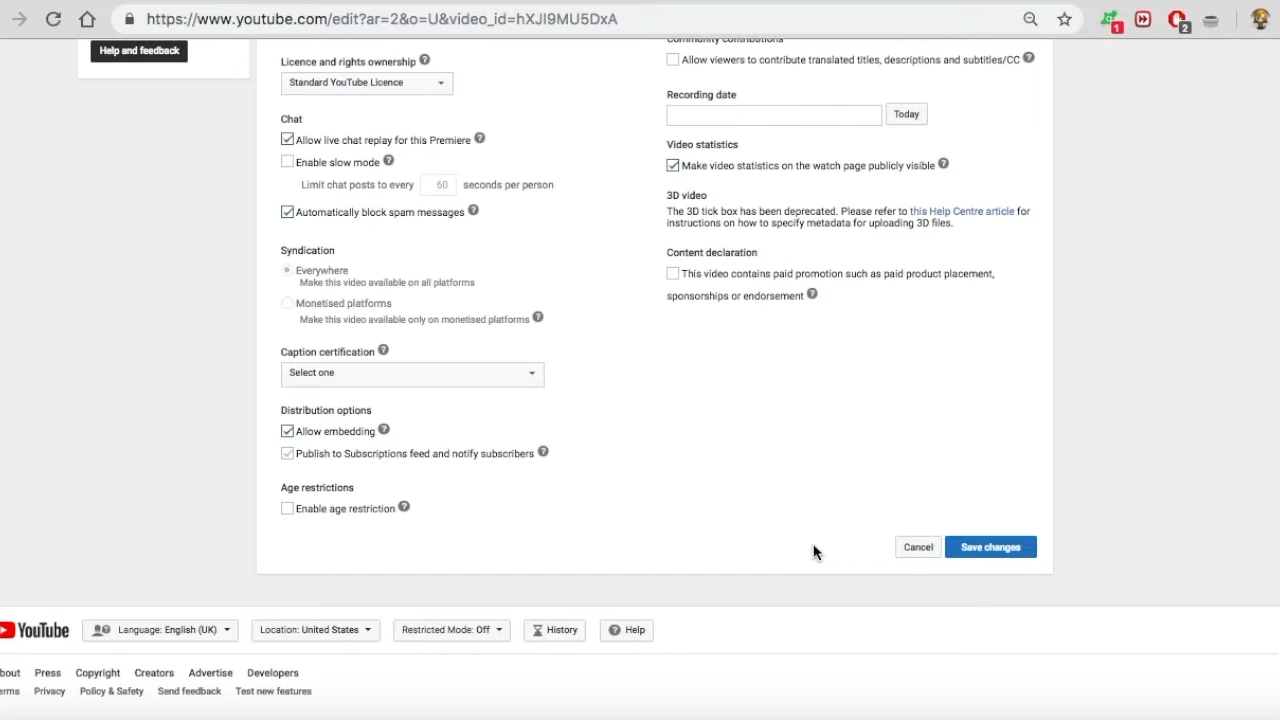 https://www.youtube.com/edit?ar=2&o=U&video_id=hXJI9MU5DxA
1
2
Help and feedback
Licence and rights ownership
Standard YouTube Licence
Chat
Allow live chat replay for this Premiere
Enable slow mode
Limit chat posts to every 60 seconds per person
Automatically block spam messages
Syndication
Everywhere
Make this video available on all platforms
Monetised platforms
Make this video available only on monetised platforms
Caption certification
Select one
Distribution options
Allow embedding
Publish to Subscriptions feed and notify subscribers
Age restrictions
Enable age restriction
Community contributions
Allow viewers to contribute translated titles, descriptions and subtitles/CC
Recording date
Today
Video statistics
Make video statistics on the watch page publicly visible
3D video
The 3D tick box has been deprecated. Please refer to this Help Centre article for
instructions on how to specify metadata for uploading 3D files.
Content declaration
This video contains paid promotion such as paid product placement,
sponsorships or endorsement
Cancel
Save changes
YouTube
Language: English (UK)
Location: United States
Restricted Mode: Off
History
Help
bout
Press
Copyright
Creators
Advertise
Developers
erms
Privacy
Policy & Safety
Send feedback
Test new features